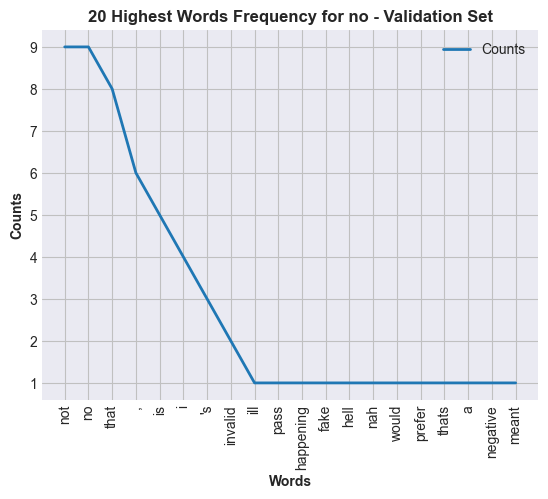 20 Highest Words Frequency for no - Validation Set
Counts
9
8
7
6
5
4
3
2
1
Counts
not
no
that
,
is
i
's
invalid
ill
pass
happening
fake
hell
nah
would
prefer
thats
a
negative
meant
Words